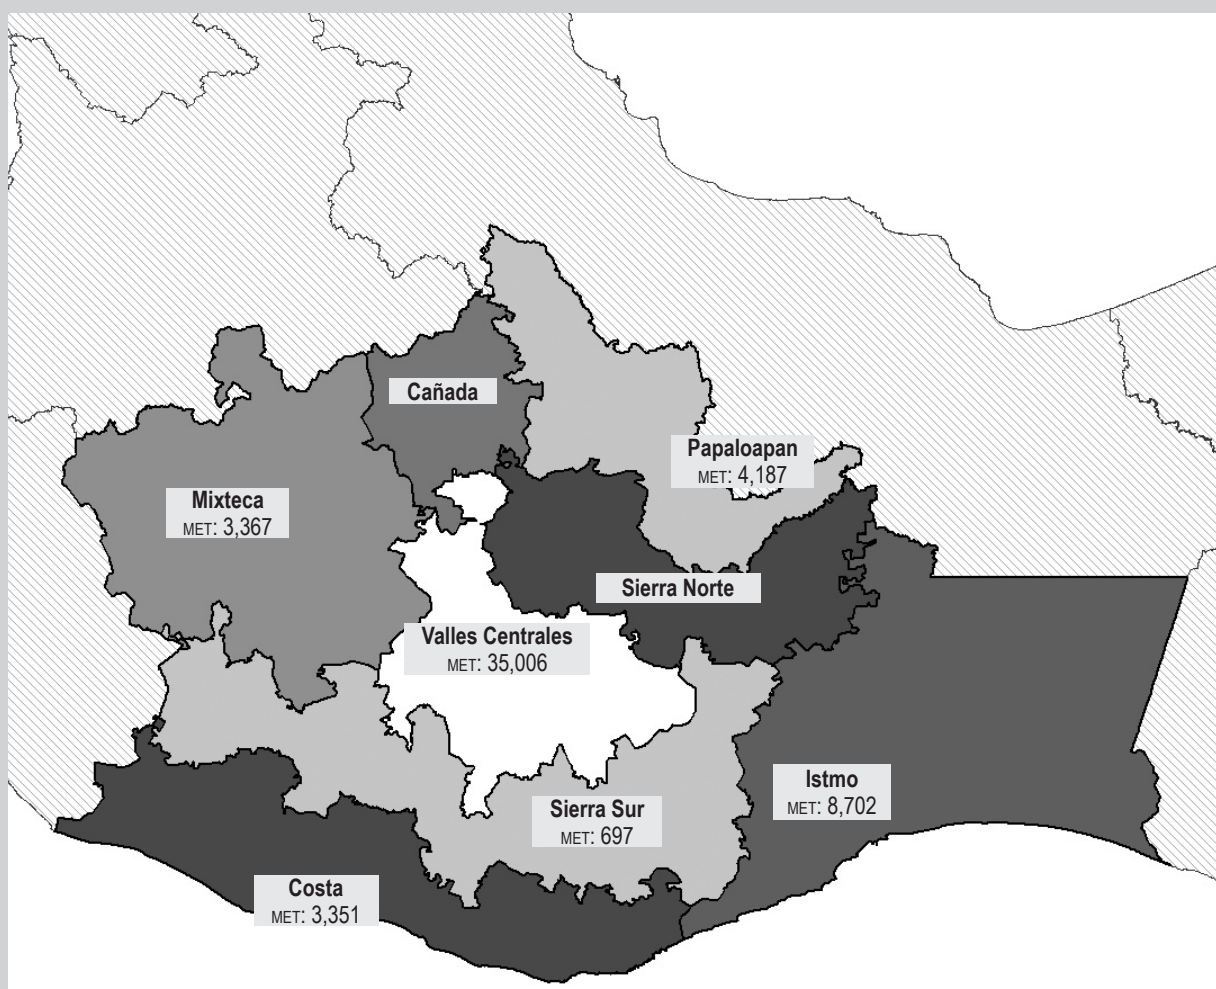 Cañada
Papaloapan
MET: 4,187
Mixteca
MET: 3,367
Sierra Norte
Valles Centrales
MET: 35,006
Istmo
MET: 8,702
Sierra Sur
MET: 697
Costa
MET: 3,351